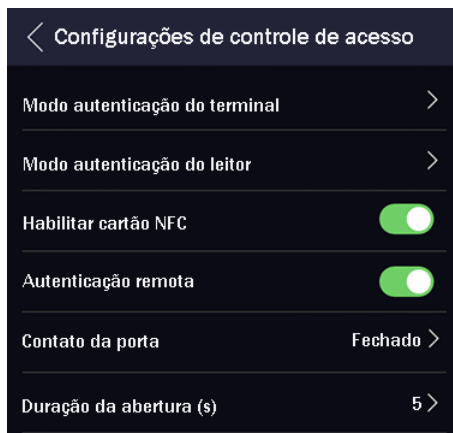 Configurações de controle de acesso
Modo autenticação do terminal
Modo autenticação do leitor
Habilitar cartão NFC
Autenticação remota
Contato da porta Fechado
Duração da abertura (s) 5